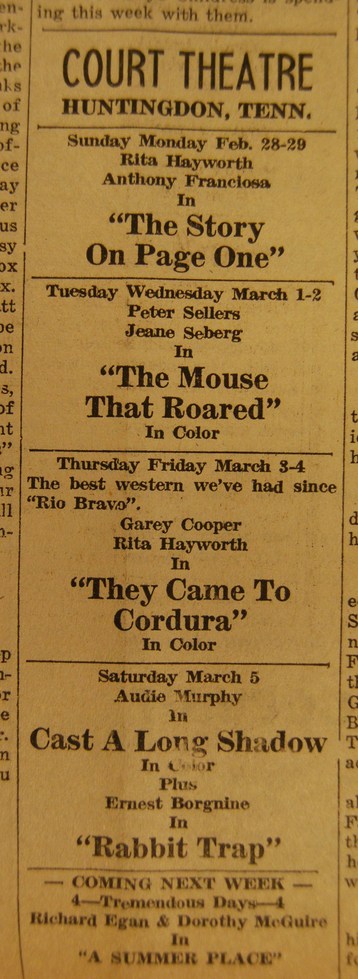 ing this week with them.
COURT THEATRE
HUNTINGDON, TENN.
Sunday Monday Feb. 28-29
Rita Hayworth
Anthony Franciosa
In
"The Story
On Page One"
Tuesday Wednesday March 1-2
Peter Sellers
Jeane Seberg
In
"The Mouse
That Roared"
In Color
Thursday Friday March 3-4
The best western we've had since
"Rio Bravo".
Garey Cooper
Rita Hayworth
In
"They Came To
Cordura"
In Color
Saturday March 5
Audie Murphy
In
Cast A Long Shadow
In Color
Plus
Ernest Borgnine
In
"Rabbit Trap"
— COMING NEXT WEEK —
4—Tremendous Days—4
Richard Egan & Dorothy McGuire
In
"A SUMMER PLACE"